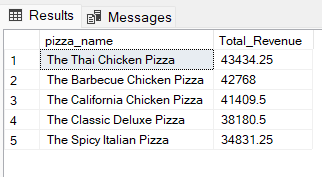 Results Messages
pizza_name Total_Revenue
1 The Thai Chicken Pizza 43434.25
2 The Barbecue Chicken Pizza 42768
3 The California Chicken Pizza 41409.5
4 The Classic Deluxe Pizza 38180.5
5 The Spicy Italian Pizza 34831.25